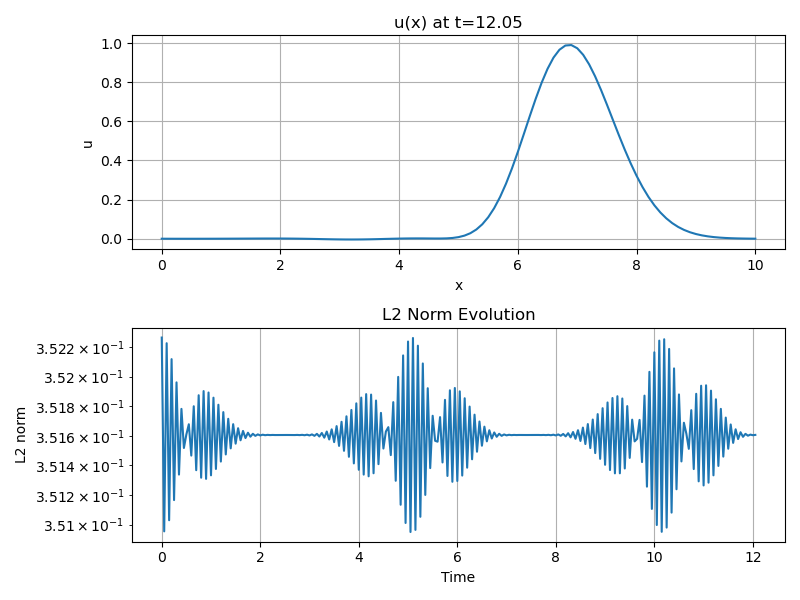 u(x) at t=12.05
1.0
0.8
0.6
0.4
0.2
0.0
u
0 2 4 6 8 10
x
L2 Norm Evolution
3.522 × 10⁻¹
3.52 × 10⁻¹
3.518 × 10⁻¹
3.516 × 10⁻¹
3.514 × 10⁻¹
3.512 × 10⁻¹
3.51 × 10⁻¹
L2 norm
0 2 4 6 8 10 12
Time